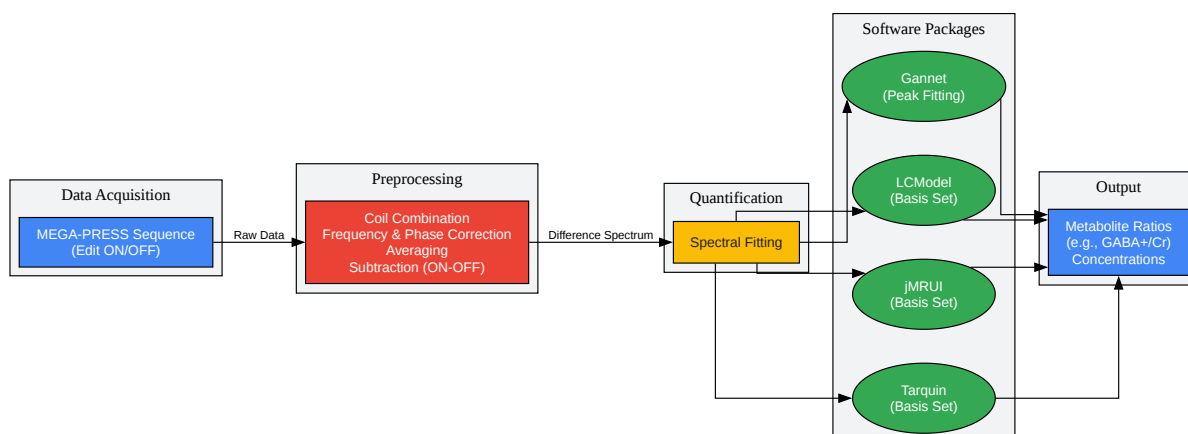 Data Acquisition
MEGA-PRESS Sequence
(Edit ON/OFF)
Raw Data
Preprocessing
Coil Combination
Frequency & Phase Correction
Averaging
Subtraction (ON-OFF)
Difference Spectrum
Quantification
Spectral Fitting
Software Packages
Gannet
(Peak Fitting)
LCModel
(Basis Set)
jMRUI
(Basis Set)
Tarquin
(Basis Set)
Output
Metabolite Ratios
(e.g., GABA+/Cr)
Concentrations